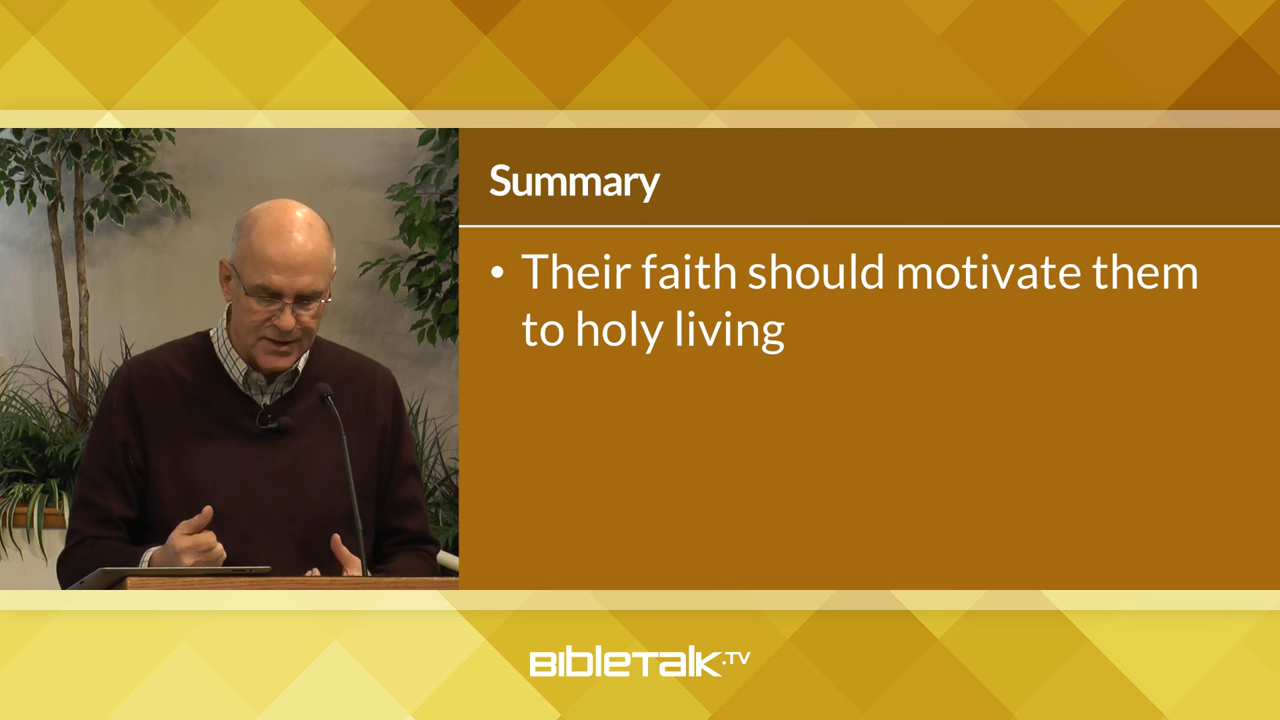 Summary
• Their faith should motivate them
to holy living
BIBLETALK.TV